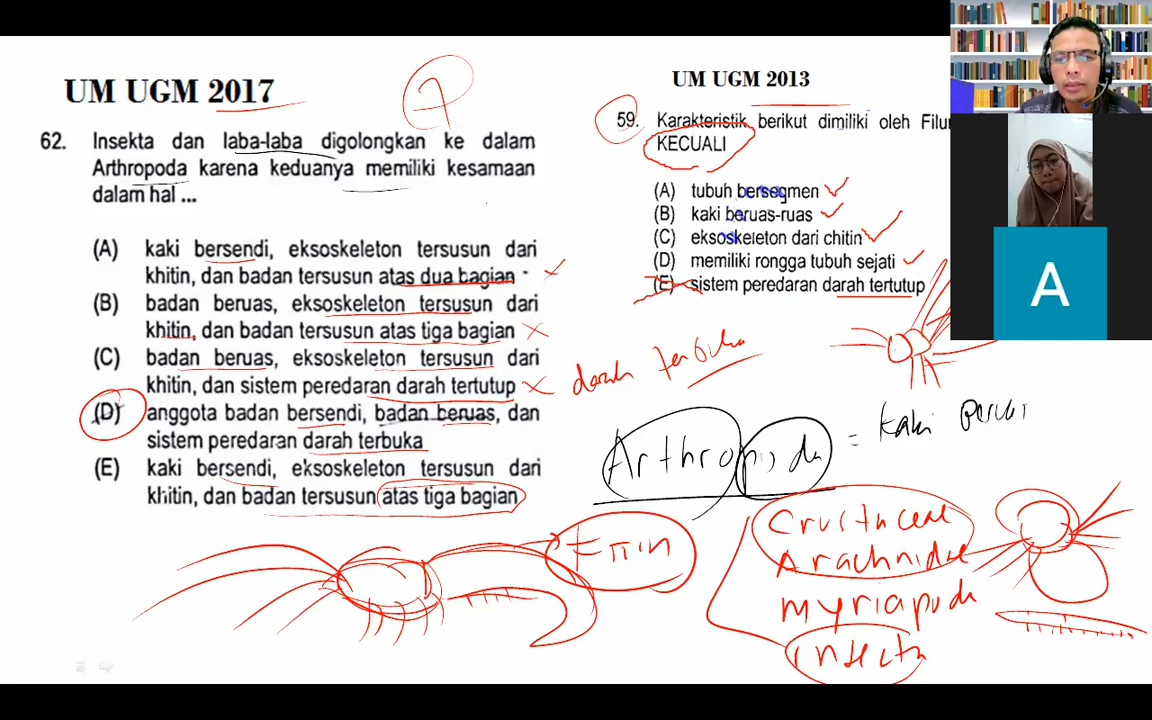 UM UGM 2017
62. Insekta dan laba-laba digolongkan ke dalam
Arthropoda karena keduanya memiliki kesamaan
dalam hal ...
(A) kaki bersendi, eksoskeleton tersusun dari
khitin, dan badan tersusun atas dua bagian
(B) badan beruas, eksoskeleton tersusun dari
khitin, dan badan tersusun atas tiga bagian
(C) badan beruas, eksoskeleton tersusun dari
khitin, dan sistem peredaran darah tertutup
(D) anggota badan bersendi, badan beruas, dan
sistem peredaran darah terbuka
(E) kaki bersendi, eksoskeleton tersusun dari
khitin, dan badan tersusun atas tiga bagian
UM UGM 2013
59. Karakteristik berikut dimiliki oleh Filum
KECUALI
(A) tubuh bersegmen
(B) kaki beruas-ruas
(C) eksoskeleton dari chitin
(D) memiliki rongga tubuh sejati
(E) sistem peredaran darah tertutup
darah terbuka
Arthropoda = kaki
Crustaceae
Arachnidae
myriapoda
insecta
A